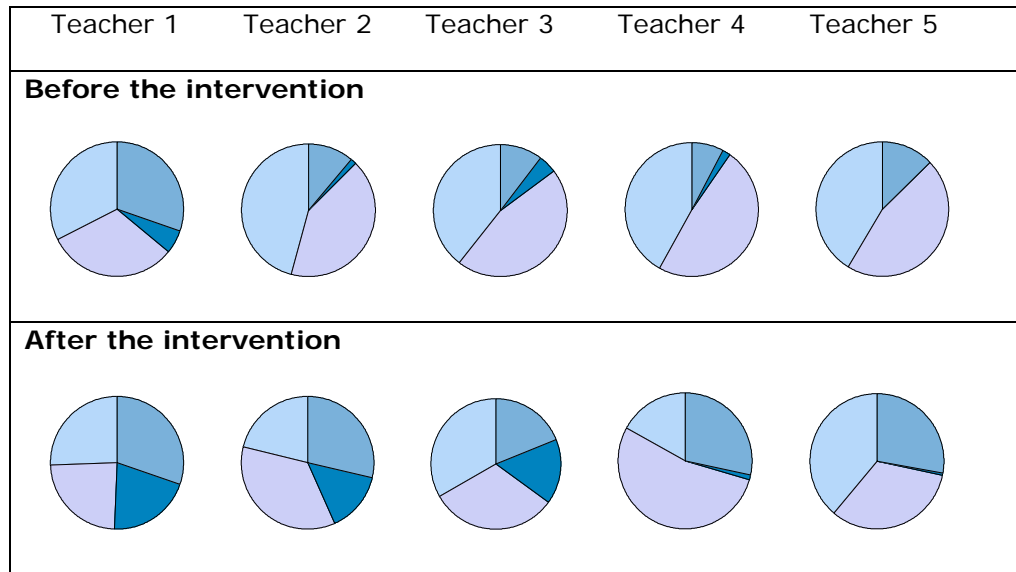 Teacher 1 Teacher 2 Teacher 3 Teacher 4 Teacher 5
Before the intervention
After the intervention